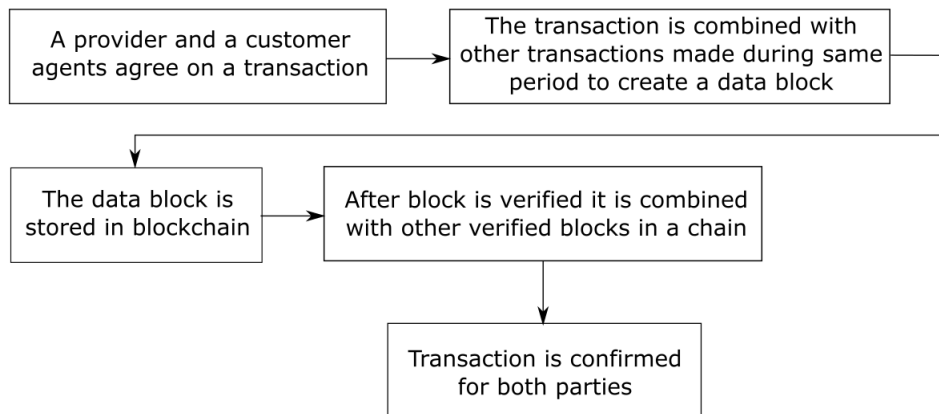 A provider and a customer
agents agree on a transaction
The transaction is combined with
other transactions made during same
period to create a data block
The data block is
stored in blockchain
After block is verified it is combined
with other verified blocks in a chain
Transaction is confirmed
for both parties